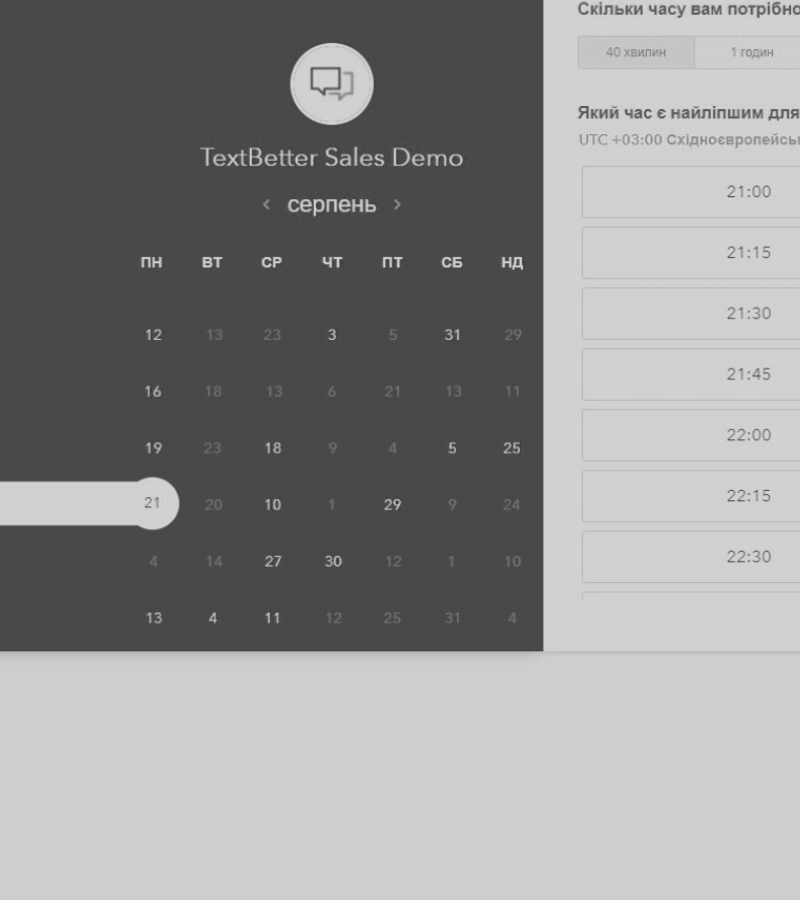 TextBetter Sales Demo
серпень
ПН ВТ СР ЧТ ПТ СБ НД
12 13 23 3 5 31 29
16 18 13 6 21 13 11
19 23 18 9 4 5 25
21 20 10 1 29 9 24
4 14 27 30 12 1 10
13 4 11 12 25 31 4
Скільки часу вам потрібно
40 хвилин 1 годин
Який час є найліпшим для
UTC +03:00
21:00
21:15
21:30
21:45
22:00
22:15
22:30